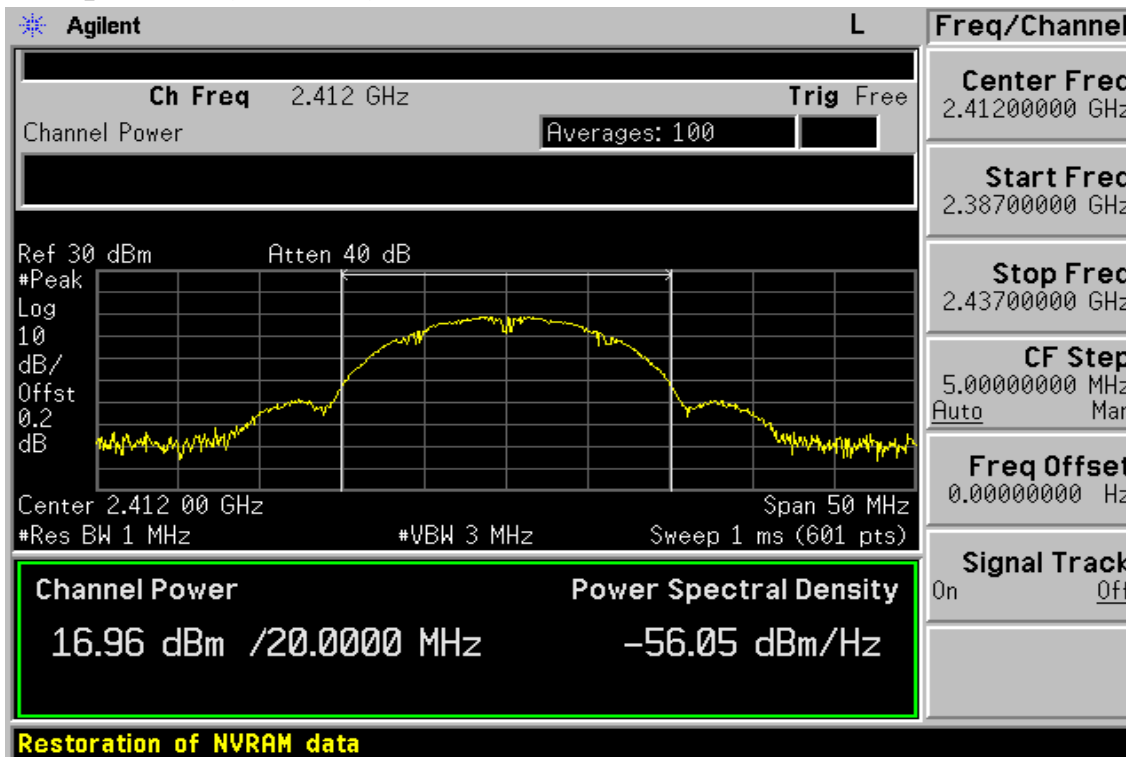 Agilent
L
Freq/Channel
Ch Freq 2.412 GHz
Trig Free
Channel Power
Averages: 100
Ref 30 dBm
Atten 40 dB
#Peak
Log
10
dB/
Offst
0.2
dB
Center 2.412 00 GHz
Span 50 MHz
#Res BW 1 MHz
#VBW 3 MHz
Sweep 1 ms (601 pts)
Channel Power
Power Spectral Density
16.96 dBm /20.0000 MHz
-56.05 dBm/Hz
Restoration of NVRAM data
Center Freq
2.41200000 GHz
Start Freq
2.38700000 GHz
Stop Freq
2.43700000 GHz
CF Step
5.00000000 MHz
Auto Man
Freq Offset
0.00000000 Hz
Signal Track
On Off